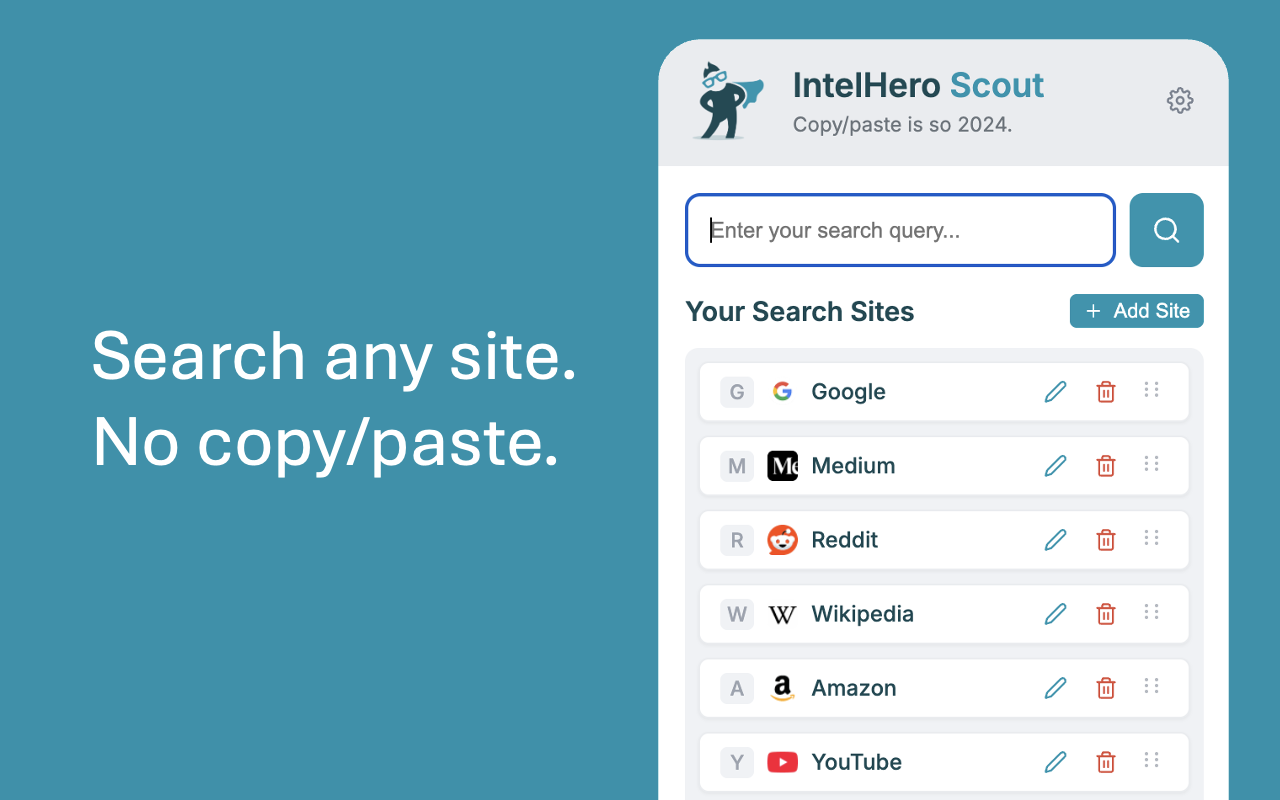 Search any site.
No copy/paste.
IntelHero Scout
Copy/paste is so 2024.
Enter your search query...
Your Search Sites
+ Add Site
G Google
M Me Medium
R Reddit
W W Wikipedia
A a Amazon
Y YouTube